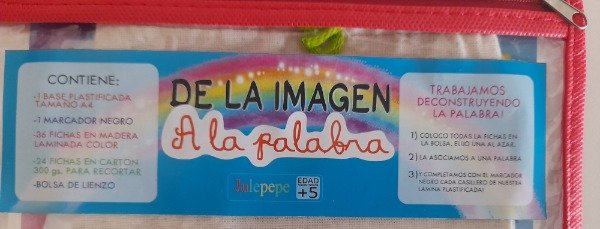 CONTIENE:
-1 BASE PLASTIFICADA
TAMAÑO A4
-1 MARCADOR NEGRO
-36 FICHAS EN MADERA
LAMINADA COLOR
-24 FICHAS EN CARTON
300 gs. PARA RECORTAR
-BOLSA DE LIENZO
DE LA IMAGEN
A la palabra
Julepepe
EDAD
+5
TRABAJAMOS
DECONSTRUYENDO
LA PALABRA!
1) COLOCO TODAS LA FICHAS EN
LA BOLSA, ELIJO UNA AL AZAR.
2) LA ASOCIAMOS A UNA PALABRA
3) Y COMPLETAMOS CON EL MARCADOR
NEGRO CADA CASILLERO DE NUESTRA
LAMINA PLASTIFICADA!